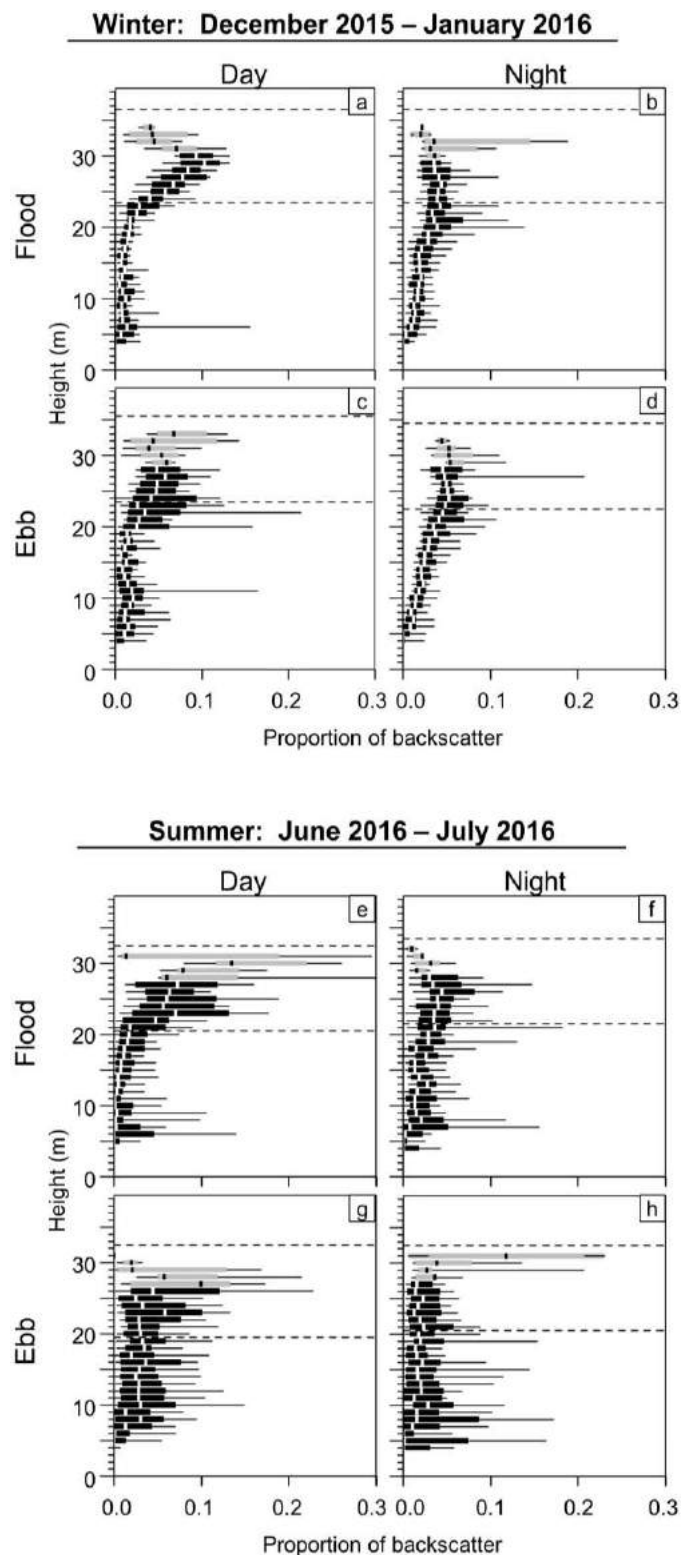 Winter: December 2015 – January 2016
Day Night
a b
30
20
10
0
Flood
Height (m)
c d
30
20
10
0
Ebb
0.0 0.1 0.2 0.3 0.0 0.1 0.2 0.3
Proportion of backscatter
Summer: June 2016 – July 2016
Day Night
e f
30
20
10
0
Flood
Height (m)
g h
30
20
10
0
Ebb
0.0 0.1 0.2 0.3 0.0 0.1 0.2 0.3
Proportion of backscatter